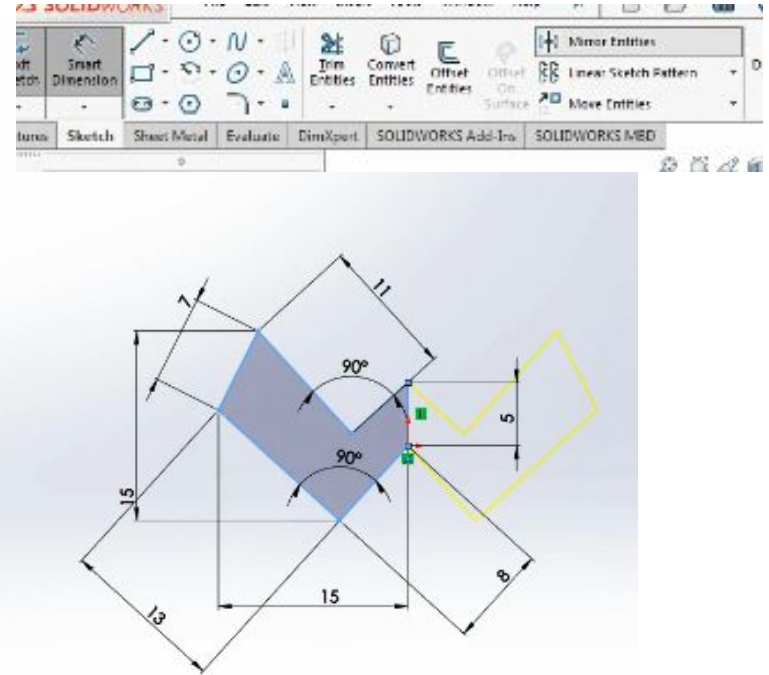 SOLIDWORKS
Smart
Dimension
Trim
Entities
Convert
Entities
Offset
Entities
Offset
On
Surface
Mirror Entities
Linear Sketch Pattern
Move Entities
Sketch
Sheet Metal
Evaluate
DimXpert
SOLIDWORKS Add-Ins
SOLIDWORKS MBD
11
7
90°
5
90°
15
8
15
13